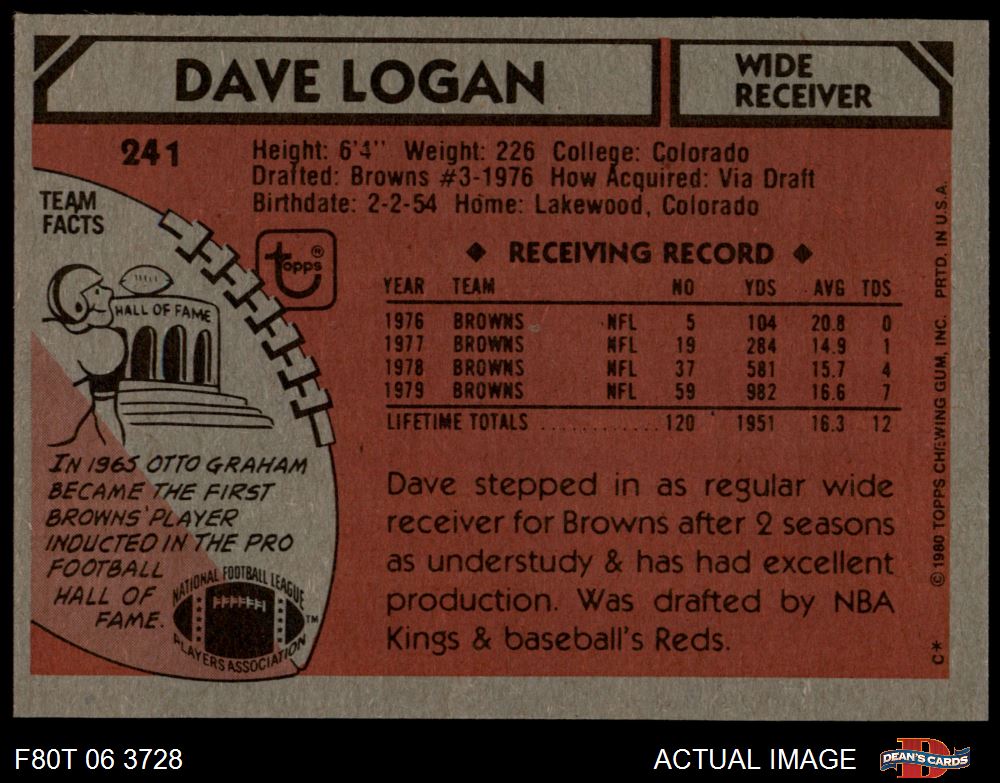 DAVE LOGAN
WIDE
RECEIVER
241
Height: 6'4" Weight: 226 College: Colorado
Drafted: Browns #3-1976 How Acquired: Via Draft
Birthdate: 2-2-54 Home: Lakewood, Colorado
TEAM
FACTS
HALL OF FAME
IN 1965 OTTO GRAHAM
BECAME THE FIRST
BROWNS' PLAYER
INDUCTED IN THE PRO
FOOTBALL
HALL OF
FAME.
NATIONAL FOOTBALL LEAGUE
PLAYERS ASSOCIATION
TM
topps®
◆ RECEIVING RECORD ◆
YEAR TEAM NO YDS AVG TDS
1976 BROWNS NFL 5 104 20.8 0
1977 BROWNS NFL 19 284 14.9 1
1978 BROWNS NFL 37 581 15.7 4
1979 BROWNS NFL 59 982 16.6 7
LIFETIME TOTALS ............ 120 1951 16.3 12
Dave stepped in as regular wide
receiver for Browns after 2 seasons
as understudy & has had excellent
production. Was drafted by NBA
Kings & baseball's Reds.
© 1980 TOPPS CHEWING GUM, INC. PRTD. IN U.S.A.
C*
F80T 06 3728
ACTUAL IMAGE
DEAN'S CARDS